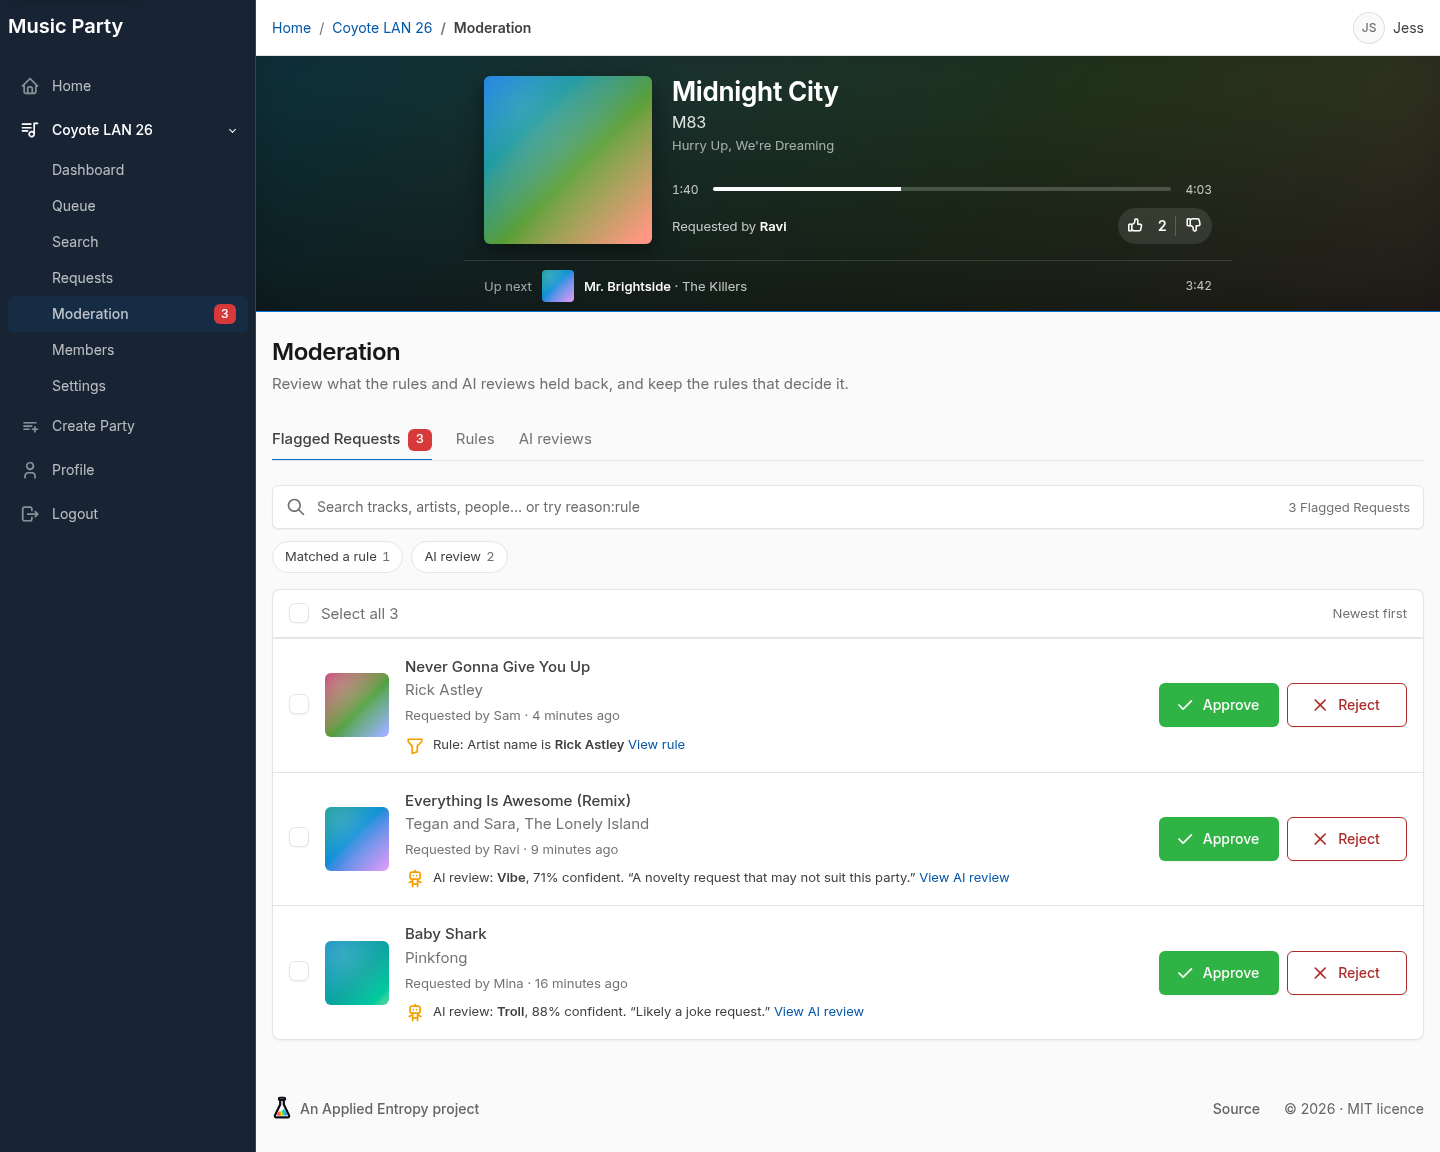 Music Party
Home
Coyote LAN 26
Dashboard
Queue
Search
Requests
Moderation 3
Members
Settings
Create Party
Profile
Logout
Home / Coyote LAN 26 / Moderation
JS Jess
Midnight City
M83
Hurry Up, We're Dreaming
1:40 4:03
Requested by Ravi
2
Up next Mr. Brightside · The Killers 3:42
Moderation
Review what the rules and AI reviews held back, and keep the rules that decide it.
Flagged Requests 3 Rules AI reviews
Search tracks, artists, people... or try reason:rule 3 Flagged Requests
Matched a rule 1 AI review 2
Select all 3 Newest first
Never Gonna Give You Up
Rick Astley
Requested by Sam · 4 minutes ago
Rule: Artist name is Rick Astley View rule
Approve Reject
Everything Is Awesome (Remix)
Tegan and Sara, The Lonely Island
Requested by Ravi · 9 minutes ago
AI review: Vibe, 71% confident. “A novelty request that may not suit this party.” View AI review
Approve Reject
Baby Shark
Pinkfong
Requested by Mina · 16 minutes ago
AI review: Troll, 88% confident. “Likely a joke request.” View AI review
Approve Reject
An Applied Entropy project Source © 2026 · MIT licence